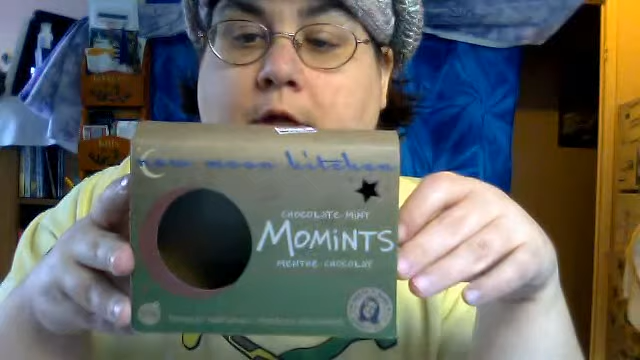 new moon kitchen
CHOCOLATE-MINT
MOMINTS
MENTHE-CHOCOLAT